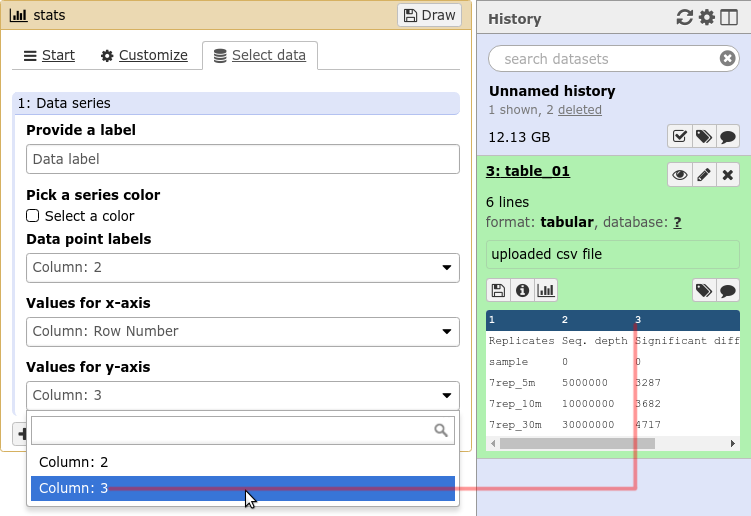 stats
Draw
Start
Customize
Select data
1: Data series
Provide a label
Data label
Pick a series color
Select a color
Data point labels
Column: 2
Values for x-axis
Column: Row Number
Values for y-axis
Column: 3
Column: 2
Column: 3
History
search datasets
Unnamed history
1 shown, 2 deleted
12.13 GB
3: table_01
6 lines
format: tabular, database: ?
uploaded csv file
1 2 3
Replicates Seq. depth Significant diff
sample 0 0
7rep_5m 5000000 3287
7rep_10m 10000000 3682
7rep_30m 30000000 4717